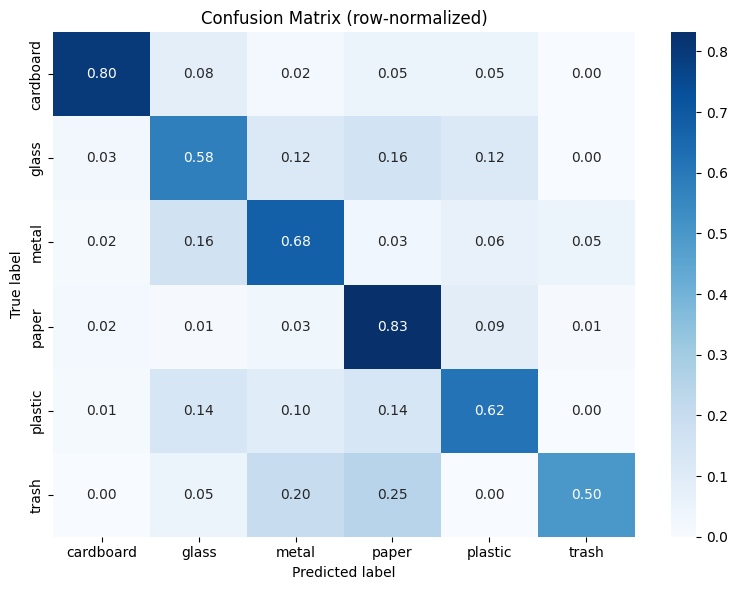 Confusion Matrix (row-normalized)
cardboard 0.80 0.08 0.02 0.05 0.05 0.00
glass 0.03 0.58 0.12 0.16 0.12 0.00
metal 0.02 0.16 0.68 0.03 0.06 0.05
paper 0.02 0.01 0.03 0.83 0.09 0.01
plastic 0.01 0.14 0.10 0.14 0.62 0.00
trash 0.00 0.05 0.20 0.25 0.00 0.50
cardboard glass metal paper plastic trash
Predicted label
True label
0.8
0.7
0.6
0.5
0.4
0.3
0.2
0.1
0.0